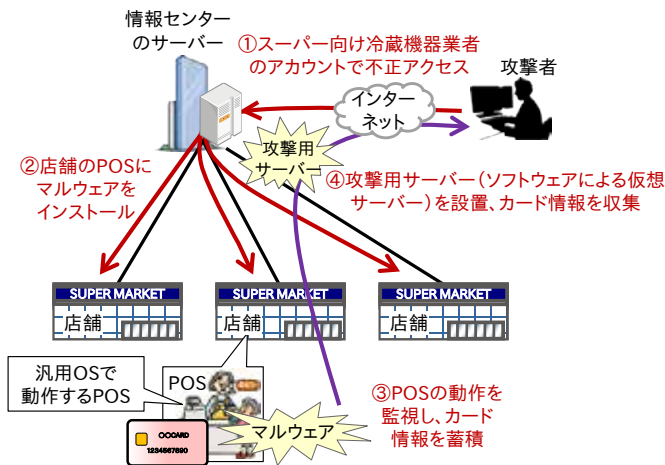 情報センター
のサーバー
①スーパー向け冷蔵機器業者
のアカウントで不正アクセス
攻撃者
インター
ネット
攻撃用
サーバー
②店舗のPOSに
マルウェアを
インストール
④攻撃用サーバー(ソフトウェアによる仮想
サーバー)を設置、カード情報を収集
SUPER MARKET
店舗
SUPER MARKET
店舗
SUPER MARKET
店舗
汎用OSで
動作するPOS
POS
マルウェア
③POSの動作を
監視し、カード
情報を蓄積
○○CARD
1234567890